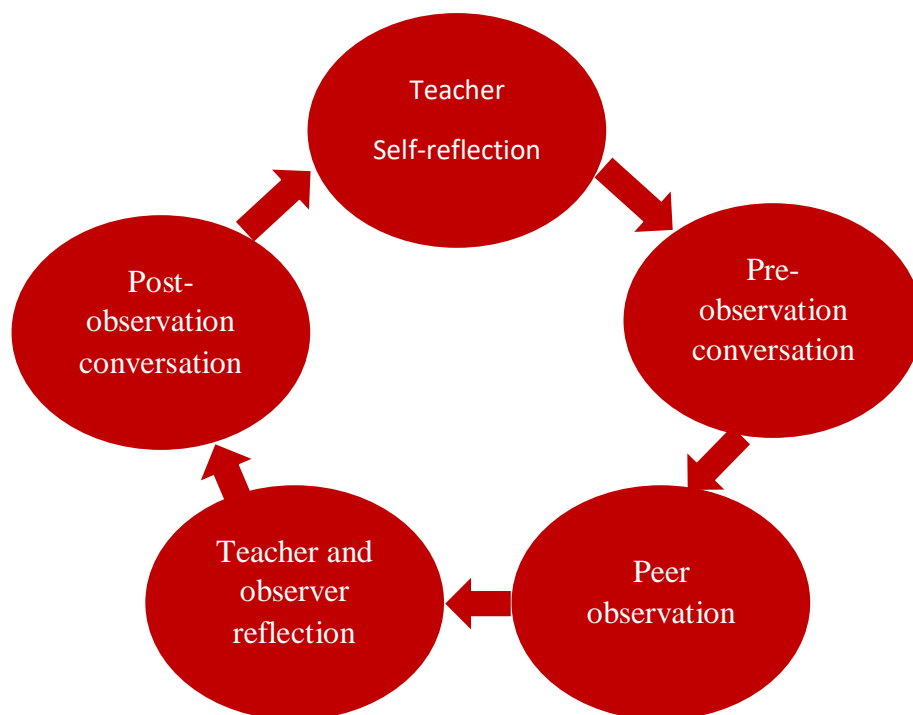 Teacher
Self-reflection
Pre-
observation
conversation
Peer
observation
Teacher and
observer
reflection
Post-
observation
conversation